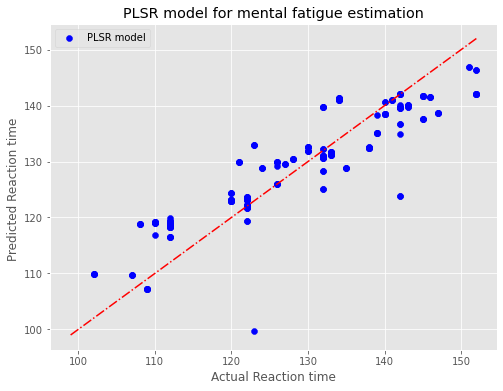 PLSR model for mental fatigue estimation
PLSR model
150
140
130
120
110
100
Predicted Reaction time
100 110 120 130 140 150
Actual Reaction time